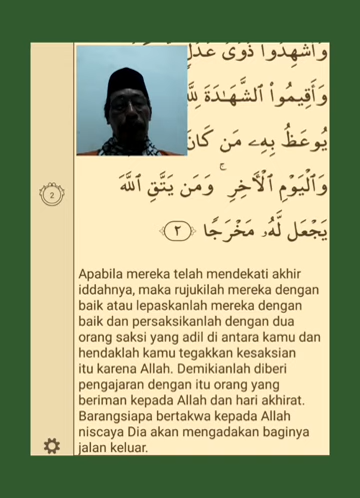 وَأَشْهِدُوا۟ ذَوَىْ عَدْلٍ
وَأَقِيمُوا۟ ٱلشَّهَـٰدَةَ لِلَّهِ
يُوعَظُ بِهِۦ مَن كَانَ
وَٱلْيَوْمِ ٱلْـَٔاخِرِ ۚ وَمَن يَتَّقِ ٱللَّهَ
يَجْعَل لَّهُۥ مَخْرَجًا ﴿٢﴾
2
Apabila mereka telah mendekati akhir
iddahnya, maka rujukilah mereka dengan
baik atau lepaskanlah mereka dengan
baik dan persaksikanlah dengan dua
orang saksi yang adil di antara kamu dan
hendaklah kamu tegakkan kesaksian
itu karena Allah. Demikianlah diberi
pengajaran dengan itu orang yang
beriman kepada Allah dan hari akhirat.
Barangsiapa bertakwa kepada Allah
niscaya Dia akan mengadakan baginya
jalan keluar.